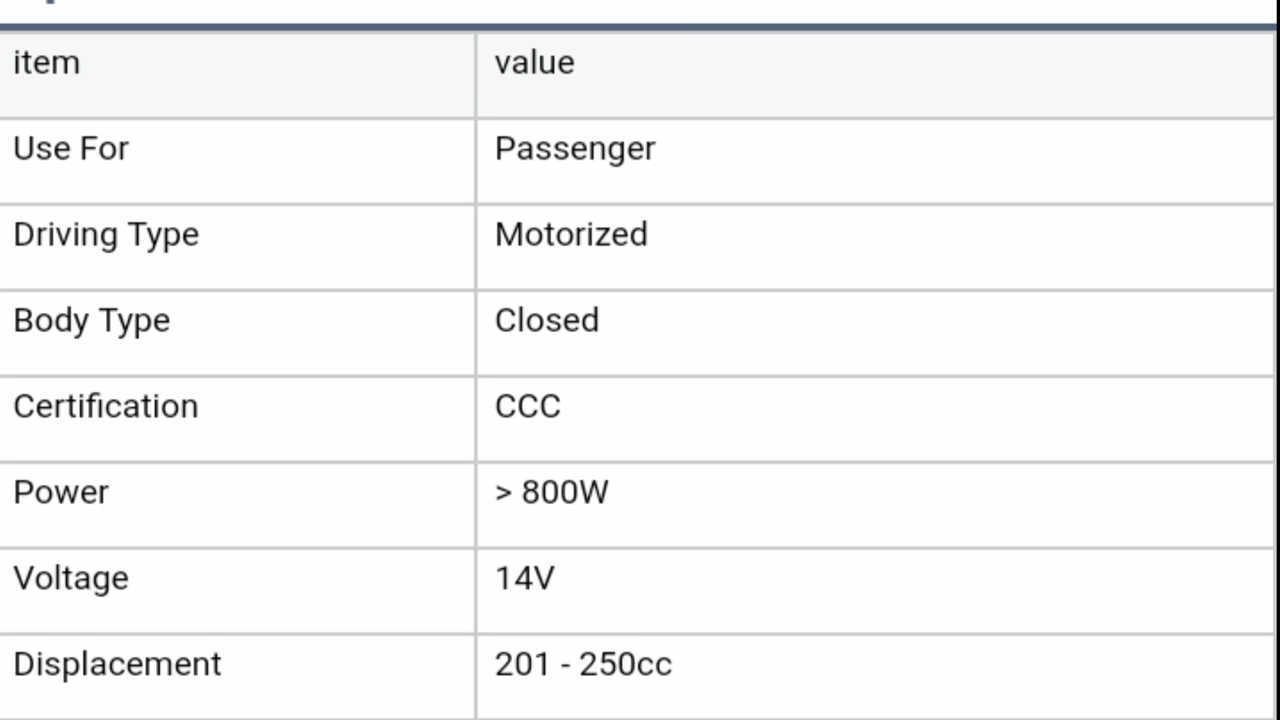 item value
Use For Passenger
Driving Type Motorized
Body Type Closed
Certification CCC
Power > 800W
Voltage 14V
Displacement 201 - 250cc